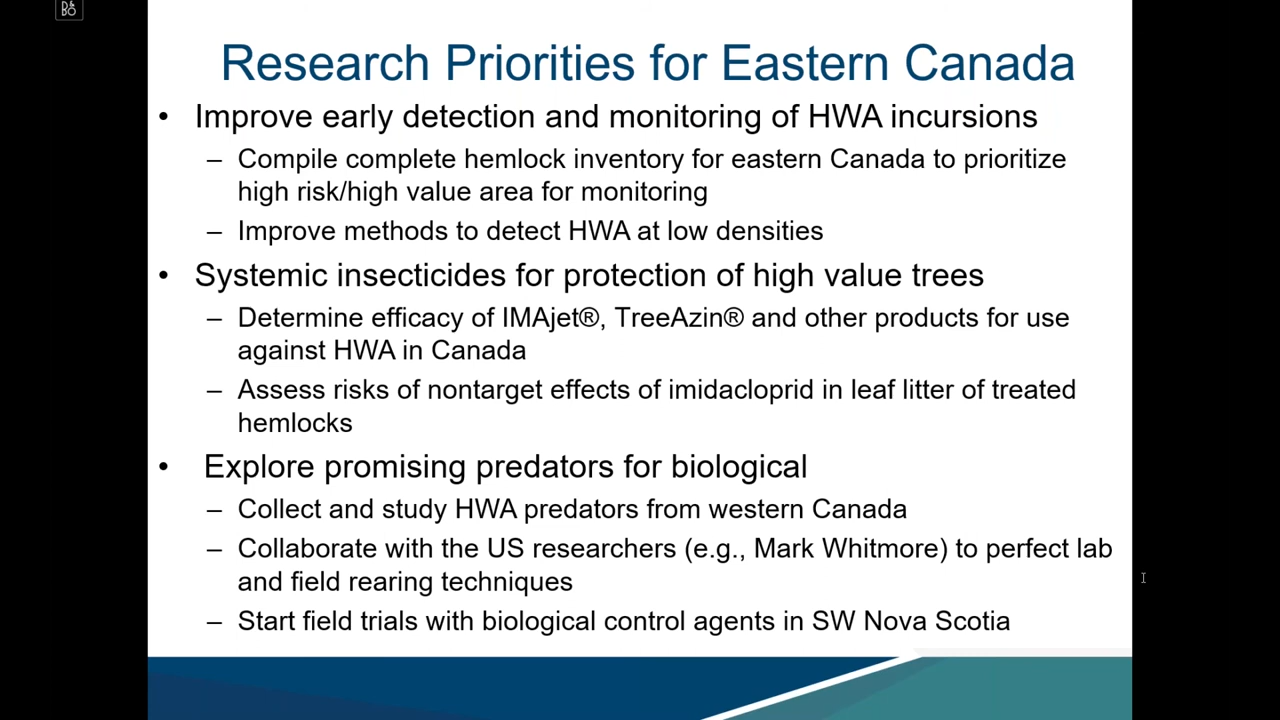 B&
BO
Research Priorities for Eastern Canada
• Improve early detection and monitoring of HWA incursions
– Compile complete hemlock inventory for eastern Canada to prioritize
high risk/high value area for monitoring
– Improve methods to detect HWA at low densities
• Systemic insecticides for protection of high value trees
– Determine efficacy of IMAjet®, TreeAzin® and other products for use
against HWA in Canada
– Assess risks of nontarget effects of imidacloprid in leaf litter of treated
hemlocks
• Explore promising predators for biological
– Collect and study HWA predators from western Canada
– Collaborate with the US researchers (e.g., Mark Whitmore) to perfect lab
and field rearing techniques
– Start field trials with biological control agents in SW Nova Scotia